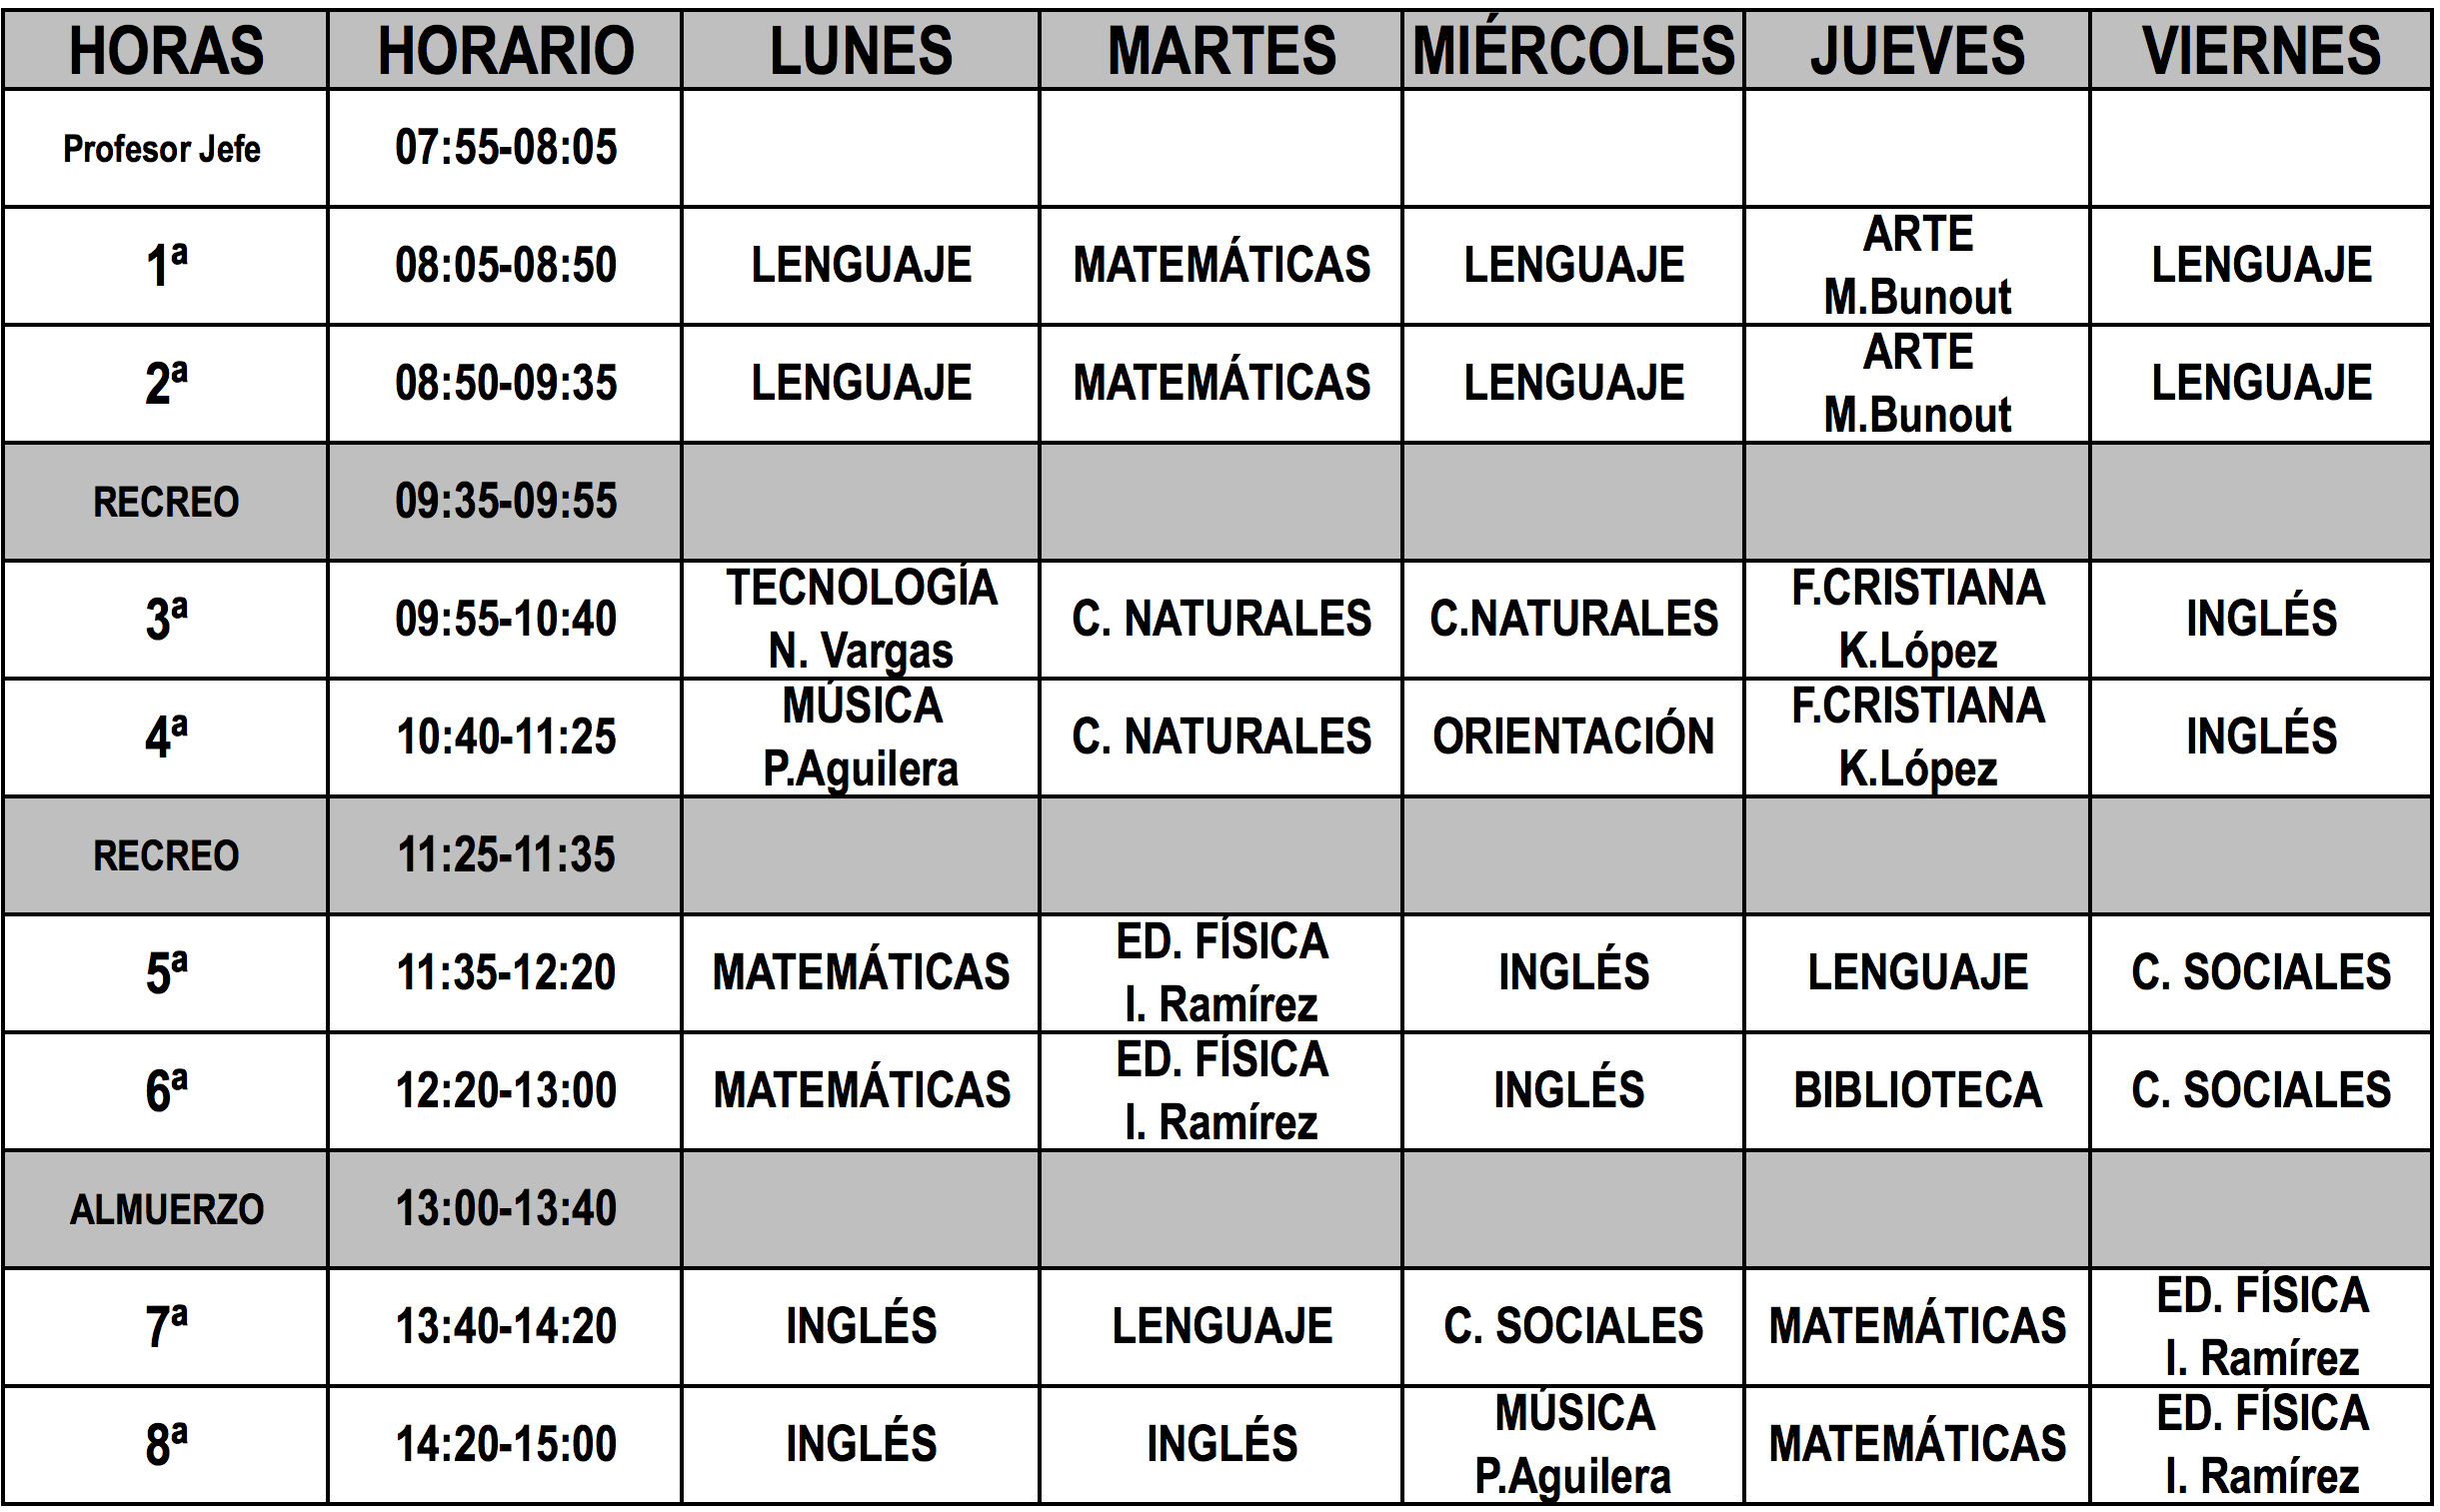 HORAS HORARIO LUNES MARTES MIÉRCOLES JUEVES VIERNES
Profesor Jefe 07:55-08:05
1ª 08:05-08:50 LENGUAJE MATEMÁTICAS LENGUAJE ARTE M.Bunout LENGUAJE
2ª 08:50-09:35 LENGUAJE MATEMÁTICAS LENGUAJE ARTE M.Bunout LENGUAJE
RECREO 09:35-09:55
3ª 09:55-10:40 TECNOLOGÍA N. Vargas C. NATURALES C.NATURALES F.CRISTIANA K.López INGLÉS
4ª 10:40-11:25 MÚSICA P.Aguilera C. NATURALES ORIENTACIÓN F.CRISTIANA K.López INGLÉS
RECREO 11:25-11:35
5ª 11:35-12:20 MATEMÁTICAS ED. FÍSICA I. Ramírez INGLÉS LENGUAJE C. SOCIALES
6ª 12:20-13:00 MATEMÁTICAS ED. FÍSICA I. Ramírez INGLÉS BIBLIOTECA C. SOCIALES
ALMUERZO 13:00-13:40
7ª 13:40-14:20 INGLÉS LENGUAJE C. SOCIALES MATEMÁTICAS ED. FÍSICA I. Ramírez
8ª 14:20-15:00 INGLÉS INGLÉS MÚSICA P.Aguilera MATEMÁTICAS ED. FÍSICA I. Ramírez